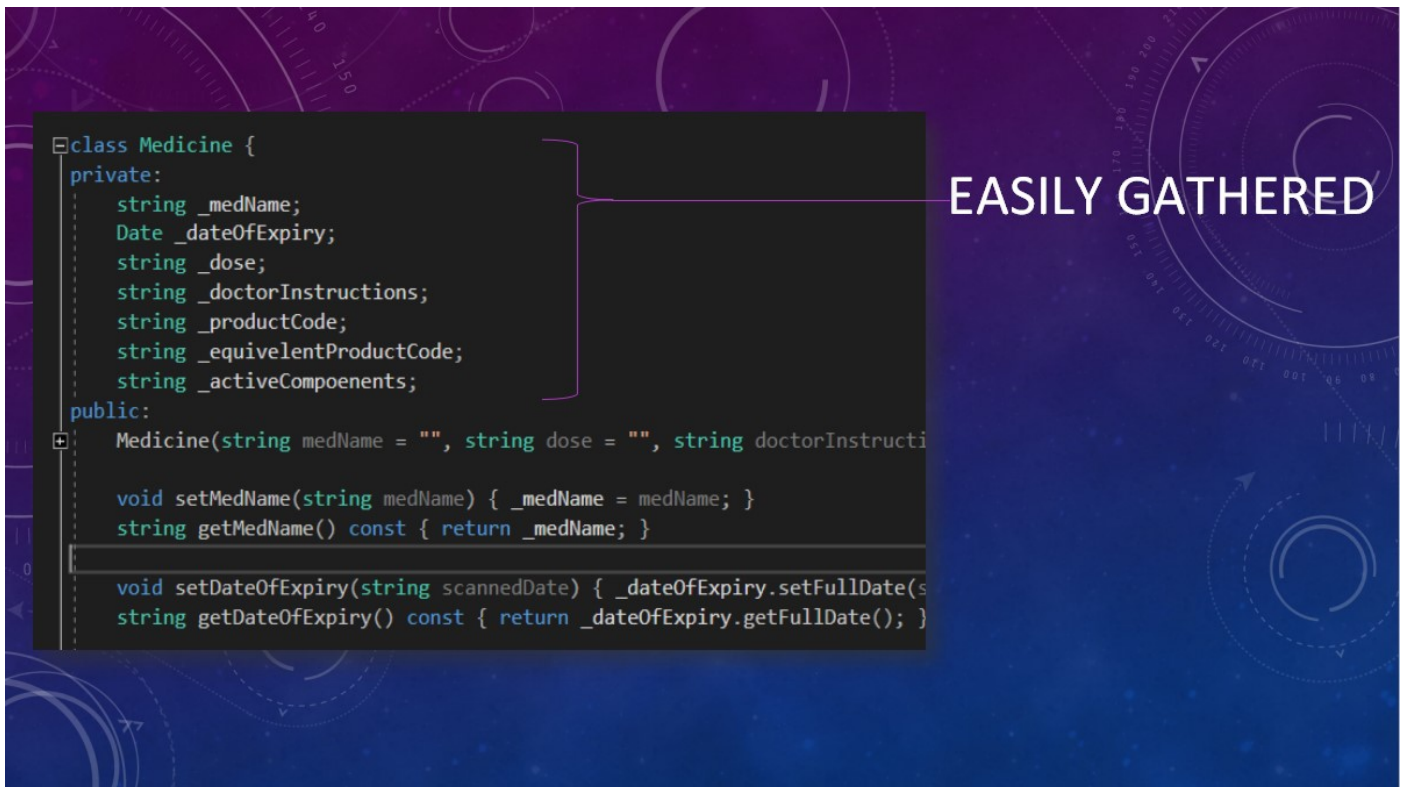 class Medicine {
private:
string _medName;
Date _dateOfExpiry;
string _dose;
string _doctorInstructions;
string _productCode;
string _equivelentProductCode;
string _activeCompoenents;
public:
Medicine(string medName = "", string dose = "", string doctorInstructi
void setMedName(string medName) { _medName = medName; }
string getMedName() const { return _medName; }
void setDateOfExpiry(string scannedDate) { _dateOfExpiry.setFullDate(s
string getDateOfExpiry() const { return _dateOfExpiry.getFullDate(); }
EASILY GATHERED